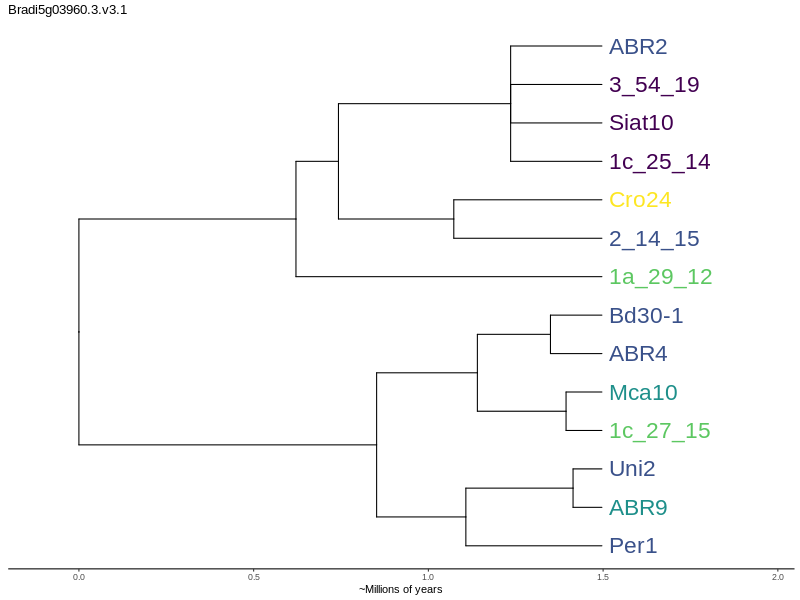 Bradi5g03960.3.v3.1
ABR2
3_54_19
Siat10
1c_25_14
Cro24
2_14_15
1a_29_12
Bd30-1
ABR4
Mca10
1c_27_15
Uni2
ABR9
Per1
0.0 0.5 1.0 1.5 2.0
~Millions of years